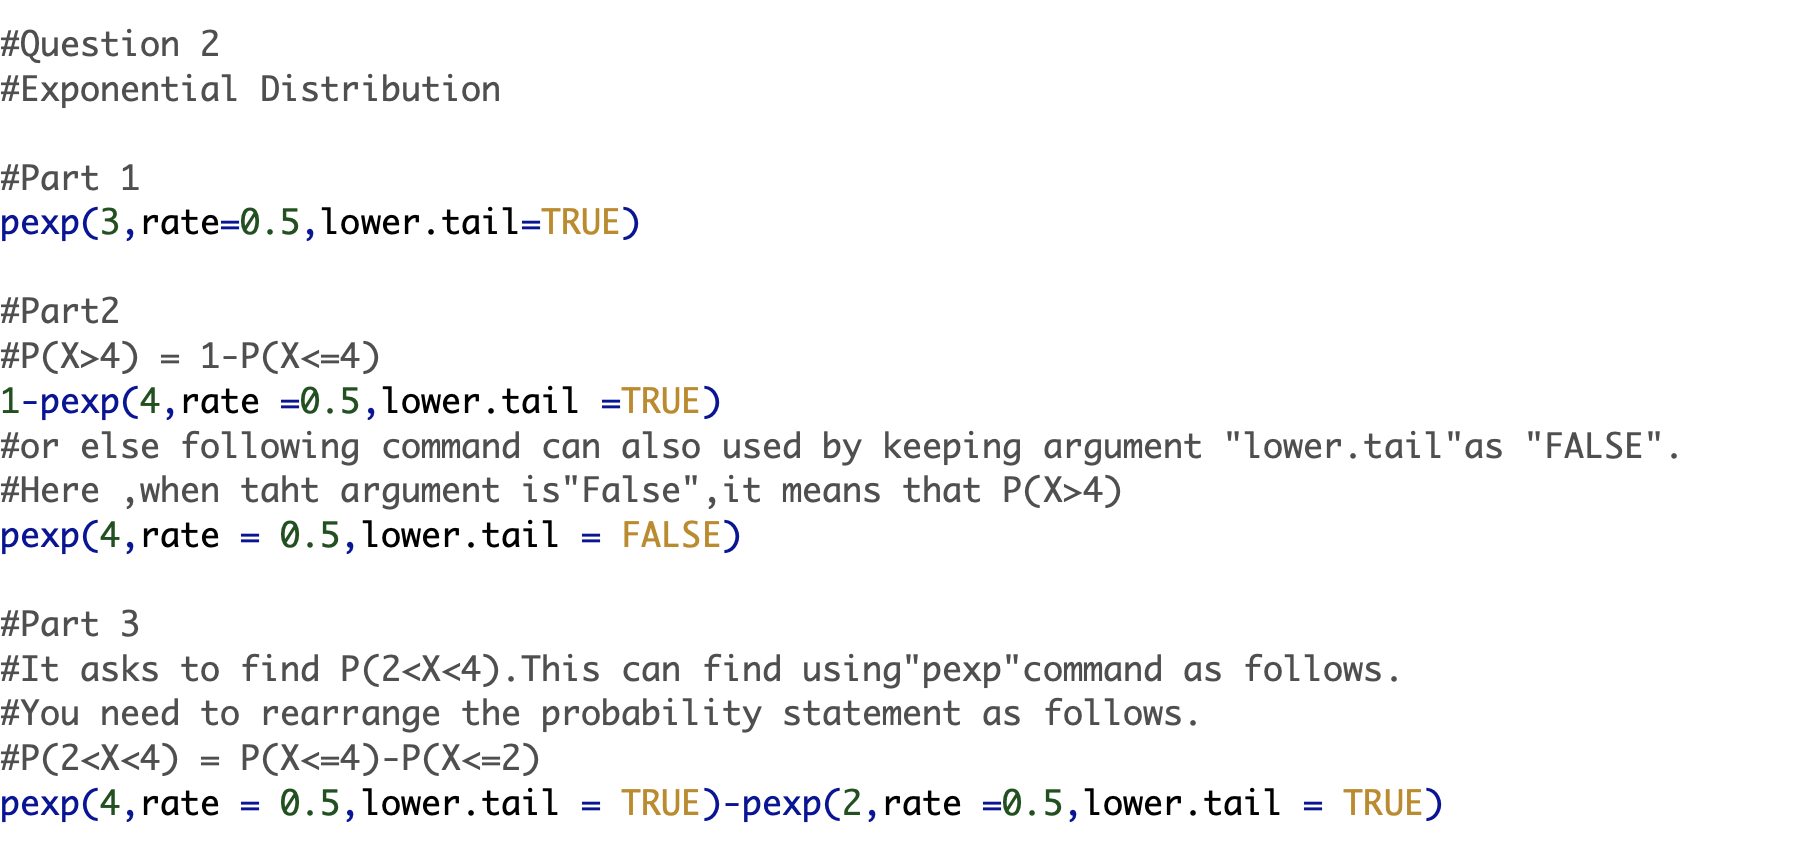 #Question 2
#Exponential Distribution
#Part 1
pexp(3,rate=0.5,lower.tail=TRUE)
#Part2
#P(X>4) = 1-P(X<=4)
1-pexp(4,rate =0.5,lower.tail =TRUE)
#or else following command can also used by keeping argument "lower.tail"as "FALSE".
#Here ,when taht argument is"False",it means that P(X>4)
pexp(4,rate = 0.5,lower.tail = FALSE)
#Part 3
#It asks to find P(2<X<4).This can find using"pexp"command as follows.
#You need to rearrange the probability statement as follows.
#P(2<X<4) = P(X<=4)-P(X<=2)
pexp(4,rate = 0.5,lower.tail = TRUE)-pexp(2,rate =0.5,lower.tail = TRUE)